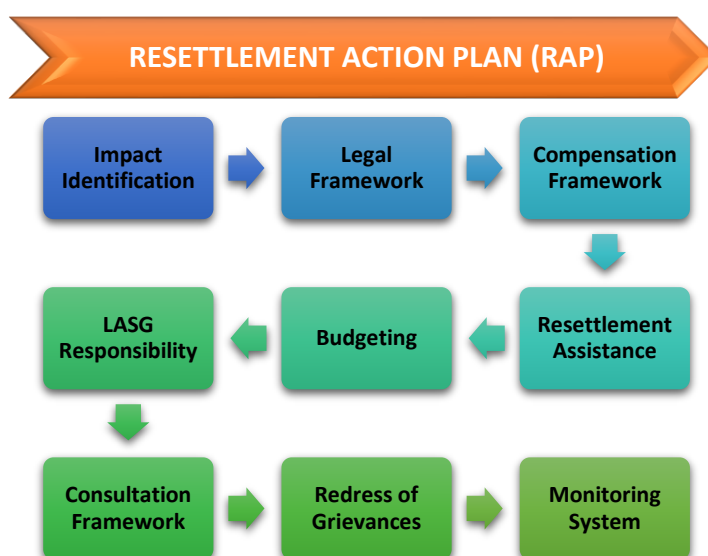 RESETTLEMENT ACTION PLAN (RAP)
Impact
Identification
Legal
Framework
Compensation
Framework
LASG
Responsibility
Budgeting
Resettlement
Assistance
Consultation
Framework
Redress of
Grievances
Monitoring
System